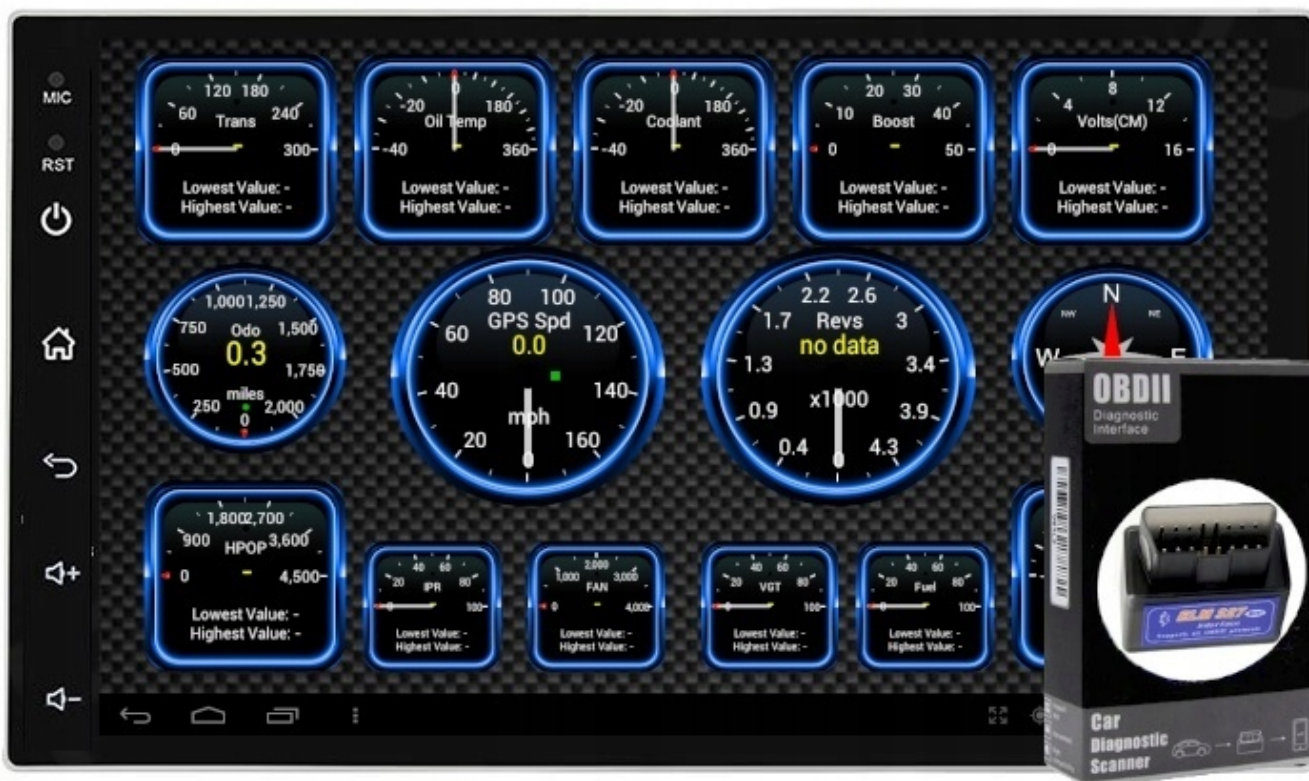 MIC
RST
120 180
60 240
Trans
0 300
Lowest Value: -
Highest Value: -
0
-20 180
Oil Temp
-40 360
Lowest Value: -
Highest Value: -
0
-20 180
Coolant
-40 360
Lowest Value: -
Highest Value: -
20 30
10 40
Boost
0 50
Lowest Value: -
Highest Value: -
8
4 12
Volts(CM)
0 16
Lowest Value: -
Highest Value: -
1,000 1,250
750 Odo 1,500
0.3
500 1,750
miles
250 2,000
0
80 100
GPS Spd
60 120
0.0
40 140
mph
20 160
0
2.2 2.6
1.7 Revs 3
no data
1.3 3.4
x1000
0.9 3.9
0.4 4.3
0
N
NW NE
W E
1,800 2,700
900 HPOP 3,600
0 4,500
Lowest Value: -
Highest Value: -
40 60
20 IPR 80
0 100
Lowest Value: -
Highest Value: -
2,000
1,000 3,000
FAN
0 4,000
Lowest Value: -
Highest Value: -
40 60
20 VGT 80
0 100
Lowest Value: -
Highest Value: -
40 60
20 Fuel 80
0 100
Lowest Value: -
Highest Value: -
OBDII
Diagnostic
Interface
Interface
Car
Diagnostic
Scanner